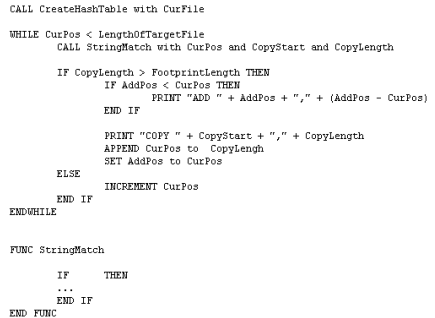 CALL CreateHashTable with CurFile
WHILE CurPos < LengthOfTargetFile
CALL StringMatch with CurPos and CopyStart and CopyLength
IF CopyLength > FootprintLength THEN
IF AddPos < CurPos THEN
PRINT "ADD " + AddPos + "," + (AddPos - CurPos)
END IF
PRINT "COPY " + CopyStart + "," + CopyLength
APPEND CurPos to  CopyLengh
SET AddPos to CurPos
ELSE
INCREMENT CurPos
END IF
ENDWHILE
FUNC StringMatch
IF THEN
...
END IF
END FUNC